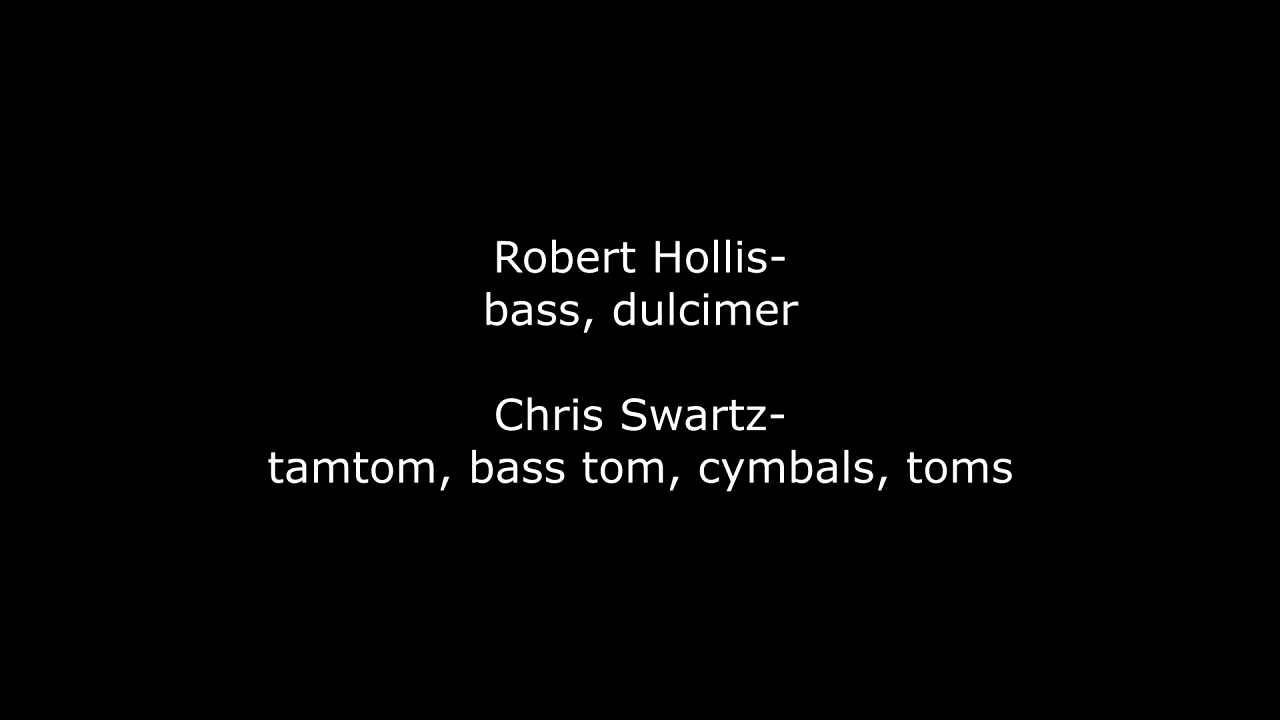 Robert Hollis-
bass, dulcimer
Chris Swartz-
tamtom, bass tom, cymbals, toms